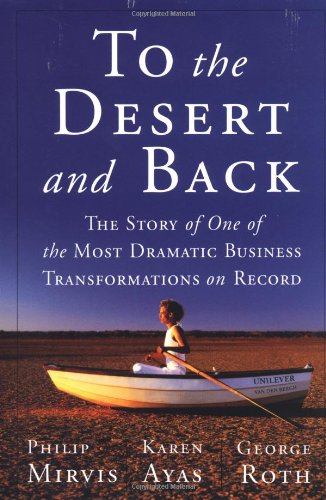 TO the
DESERT
and BACK
THE STORY of ONE of
the MOST DRAMATIC BUSINESS
TRANSFORMATIONS on RECORD
UNILEVER
VAN DEN BERGH
PHILIP KAREN GEORGE
MIRVIS AYAS ROTH